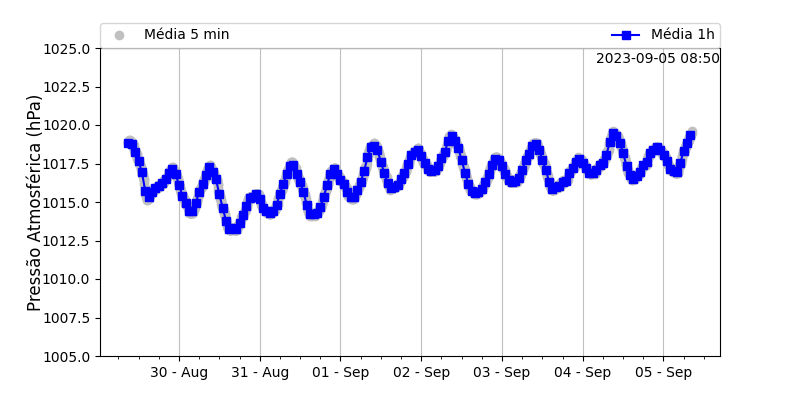 Média 5 min
Média 1h
2023-09-05 08:50
Pressão Atmosférica (hPa)
1025.0
1022.5
1020.0
1017.5
1015.0
1012.5
1010.0
1007.5
1005.0
30 - Aug
31 - Aug
01 - Sep
02 - Sep
03 - Sep
04 - Sep
05 - Sep